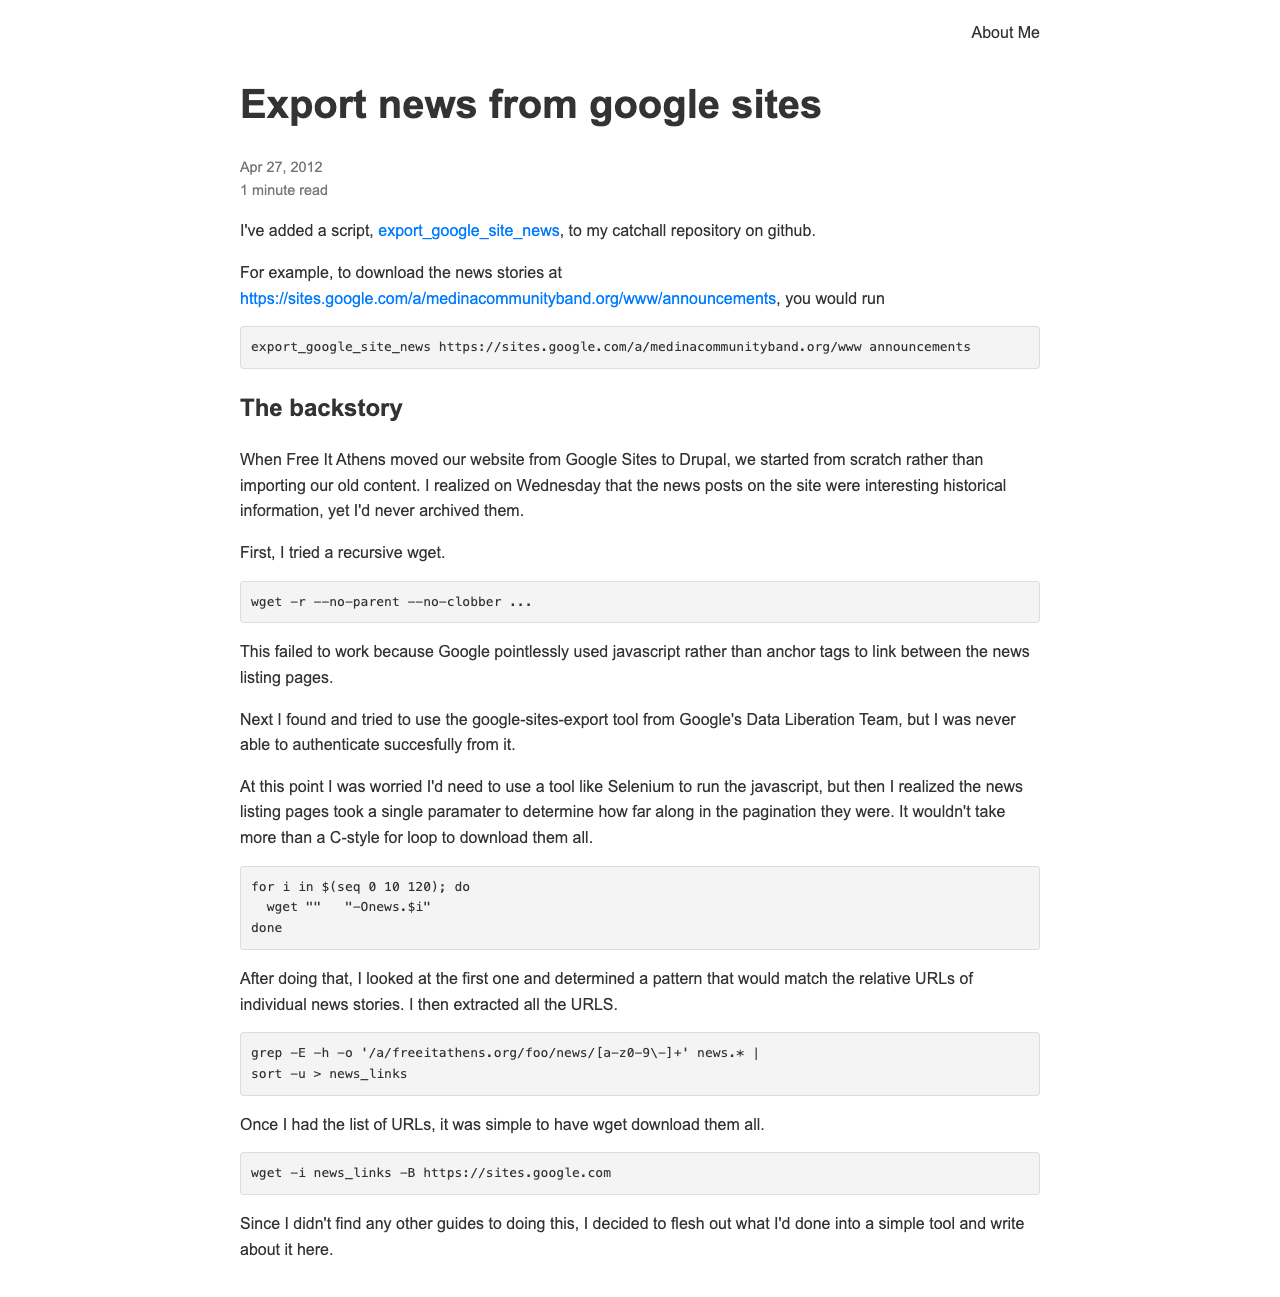 About Me
Export news from google sites
Apr 27, 2012
1 minute read
I've added a script, export_google_site_news, to my catchall repository on github.
For example, to download the news stories at
https://sites.google.com/a/medinacommunityband.org/www/announcements, you would run
export_google_site_news https://sites.google.com/a/medinacommunityband.org/www announcements
The backstory
When Free It Athens moved our website from Google Sites to Drupal, we started from scratch rather than
importing our old content. I realized on Wednesday that the news posts on the site were interesting historical
information, yet I'd never archived them.
First, I tried a recursive wget.
wget -r --no-parent --no-clobber ...
This failed to work because Google pointlessly used javascript rather than anchor tags to link between the news
listing pages.
Next I found and tried to use the google-sites-export tool from Google's Data Liberation Team, but I was never
able to authenticate succesfully from it.
At this point I was worried I'd need to use a tool like Selenium to run the javascript, but then I realized the news
listing pages took a single paramater to determine how far along in the pagination they were. It wouldn't take
more than a C-style for loop to download them all.
for i in $(seq 0 10 120); do
  wget ""   "-Onews.$i"
done
After doing that, I looked at the first one and determined a pattern that would match the relative URLs of
individual news stories. I then extracted all the URLS.
grep -E -h -o '/a/freeitathens.org/foo/news/[a-z0-9\-]+' news.* |
sort -u > news_links
Once I had the list of URLs, it was simple to have wget download them all.
wget -i news_links -B https://sites.google.com
Since I didn't find any other guides to doing this, I decided to flesh out what I'd done into a simple tool and write
about it here.